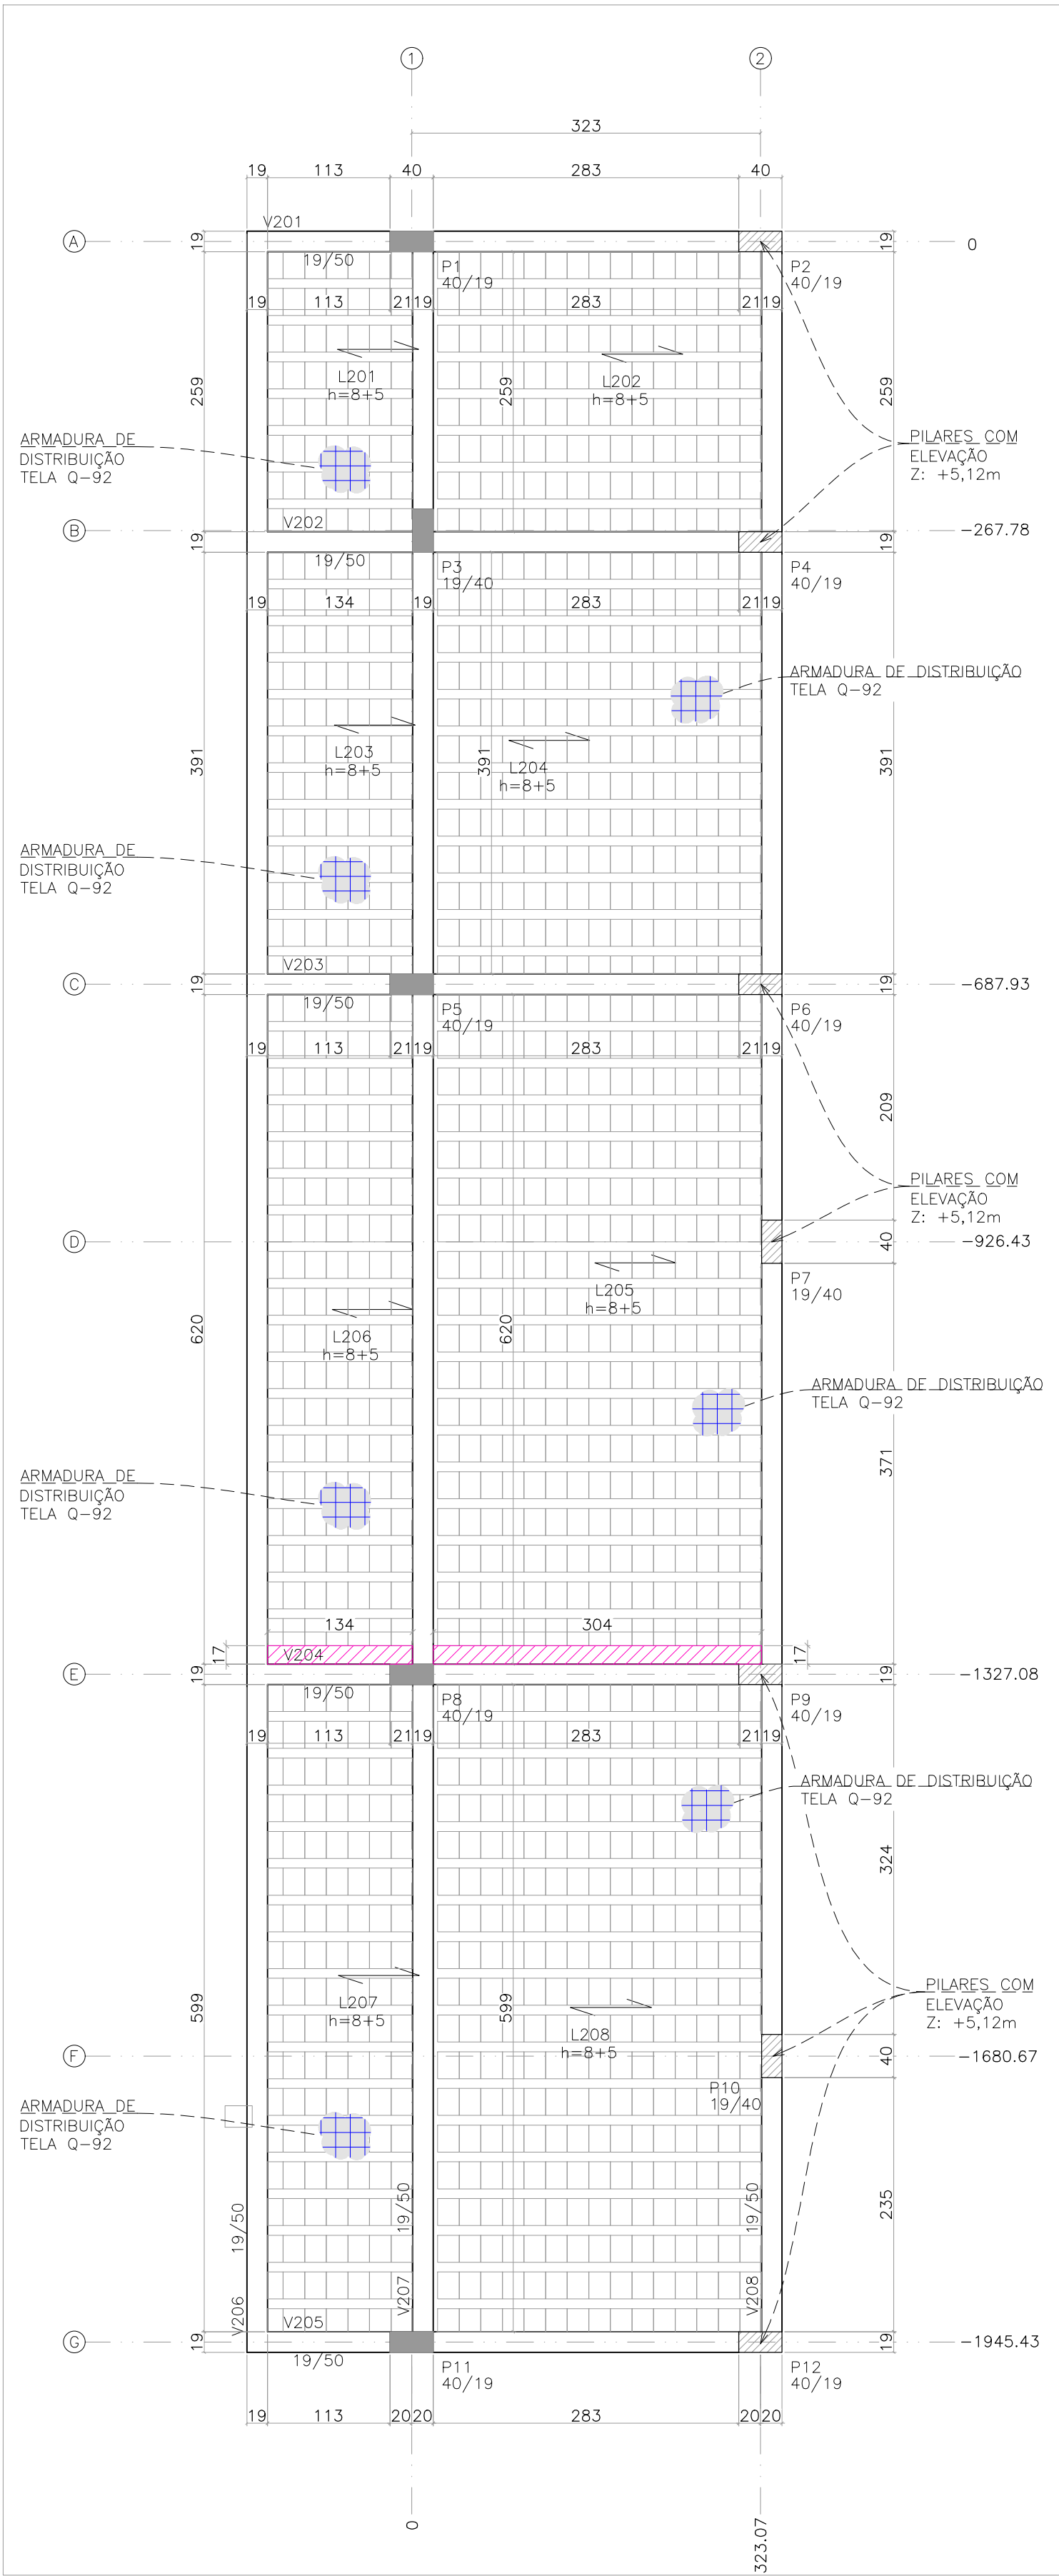 1
2
323
19
113
40
283
40
V201
A
19
19
0
19/50
P1
40/19
P2
40/19
19
113
21
19
283
21
19
L201
h=8+5
L202
h=8+5
259
259
259
ARMADURA DE
DISTRIBUIÇÃO
TELA Q-92
PILARES COM
ELEVAÇÃO
Z: +5,12m
V202
B
19
19
-267.78
19/50
P3
19/40
P4
40/19
19
134
19
283
21
19
ARMADURA DE DISTRIBUIÇÃO
TELA Q-92
L203
h=8+5
L204
h=8+5
391
391
391
ARMADURA DE
DISTRIBUIÇÃO
TELA Q-92
V203
C
19
19
-687.93
19/50
P5
40/19
P6
40/19
19
113
21
19
283
21
19
209
PILARES COM
ELEVAÇÃO
Z: +5,12m
D
40
-926.43
P7
19/40
L205
h=8+5
L206
h=8+5
620
620
ARMADURA DE DISTRIBUIÇÃO
TELA Q-92
371
ARMADURA DE
DISTRIBUIÇÃO
TELA Q-92
134
304
17
V204
17
E
19
19
-1327.08
19/50
P8
40/19
P9
40/19
19
113
21
19
283
21
19
ARMADURA DE DISTRIBUIÇÃO
TELA Q-92
324
L207
h=8+5
L208
h=8+5
599
599
PILARES COM
ELEVAÇÃO
Z: +5,12m
F
40
-1680.67
P10
19/40
ARMADURA DE
DISTRIBUIÇÃO
TELA Q-92
19/50
19/50
19/50
235
V206
V207
V208
V205
G
19
19
-1945.43
19/50
P11
40/19
P12
40/19
19
113
20
20
283
20
20
0
323.07